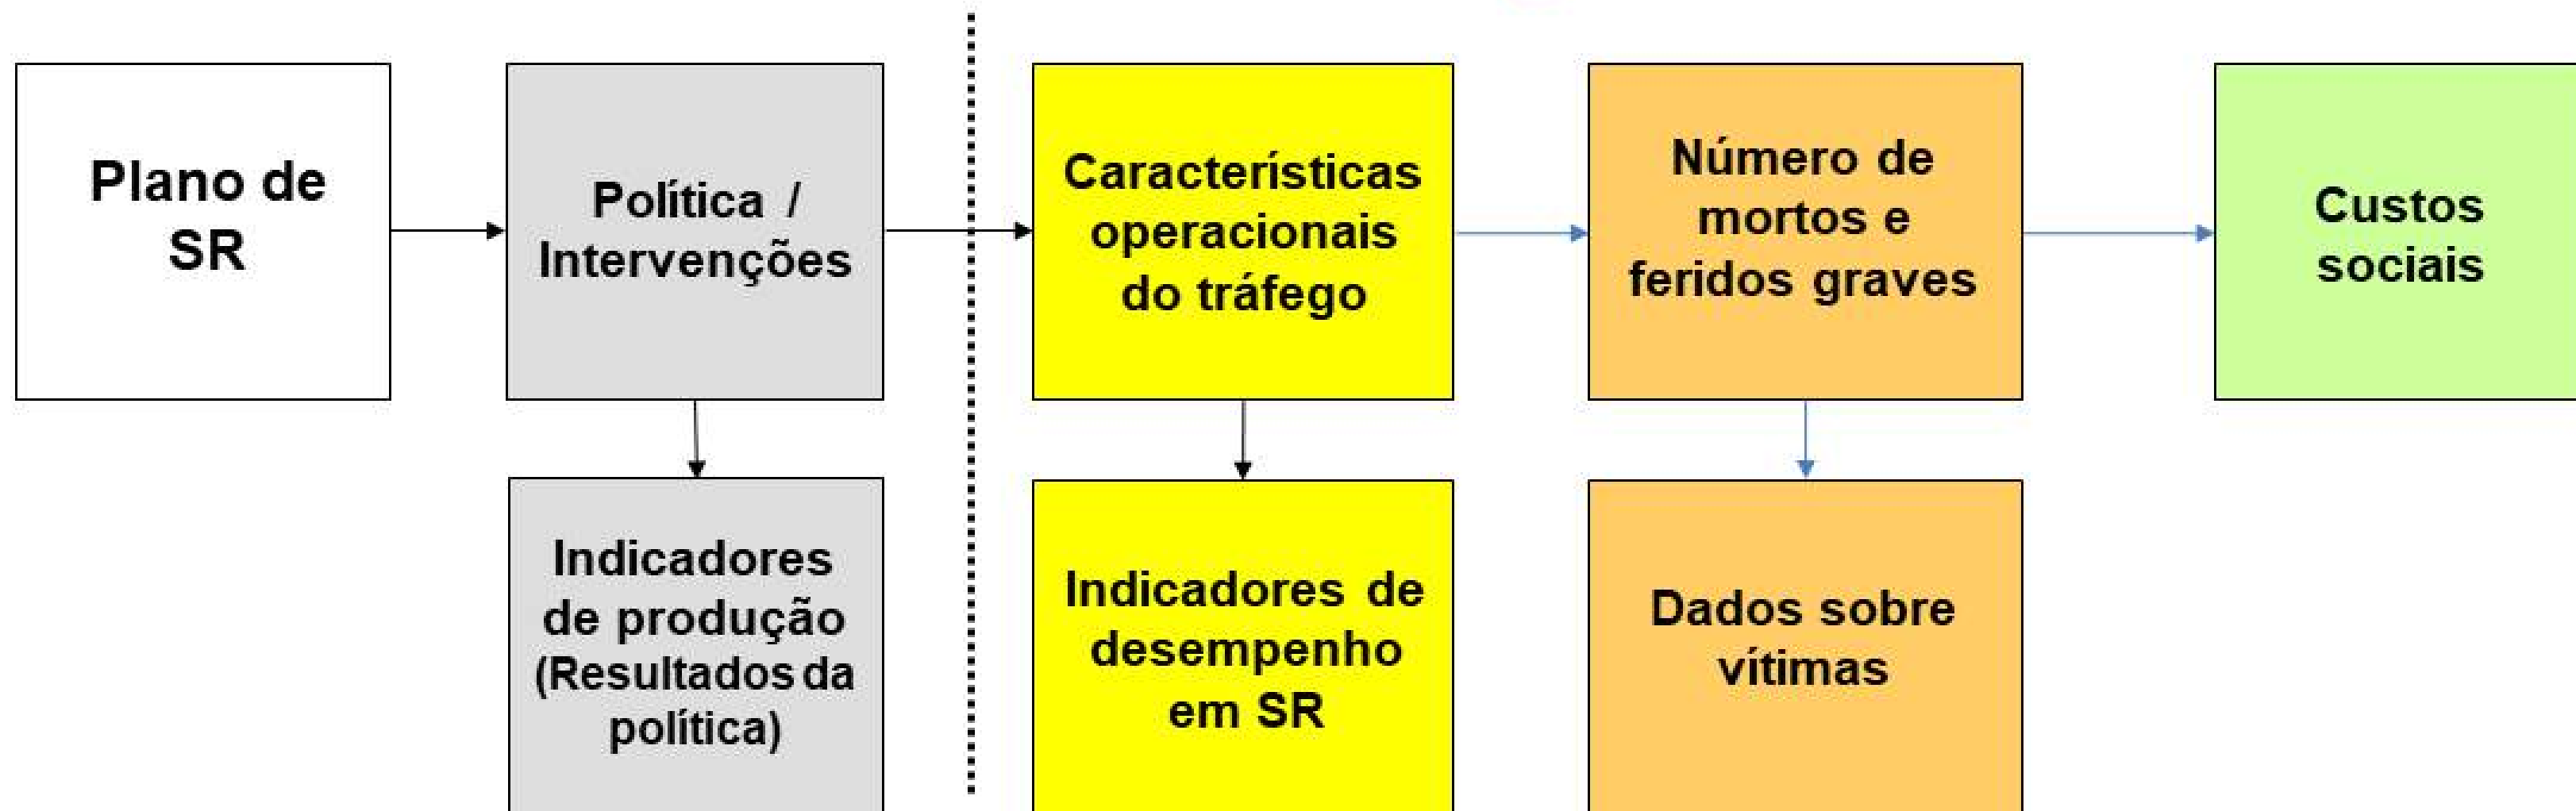 Plano de
SR
Política /
Intervenções
Características
operacionais
do tráfego
Número de
mortos e
feridos graves
Custos
sociais
Indicadores
de produção
(Resultados da
política)
Indicadores de
desempenho
em SR
Dados sobre
vítimas